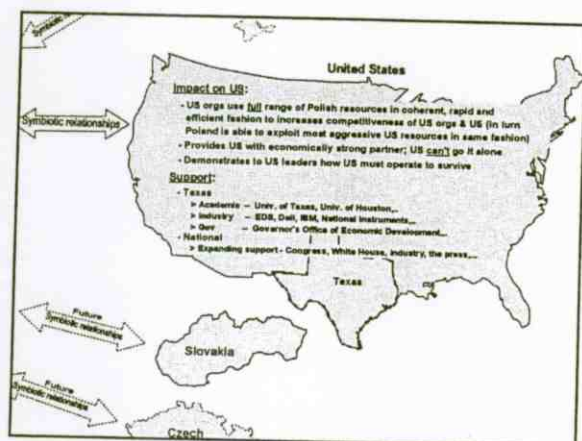 Symbiotic
United States
Impact on US:
- US orgs use full range of Polish resources in coherent, rapid and
efficient fashion to increases competitiveness of US orgs & US (in turn
Poland is able to exploit most aggressive US resources in same fashion)
- Provides US with economically strong partner; US can't go it alone
- Demonstrates to US leaders how US must operate to survive
Symbiotic relationships
Support:
- Texas
> Academic – Univ. of Texas, Univ. of Houston,...
> Industry – EDS, Dell, IBM, National Instruments,...
> Gov – Governor's Office of Economic Development,...
- National
> Expanding support - Congress, White House, industry, the press,...
Texas
Future
Symbiotic relationships
Slovakia
Future
Symbiotic relationships
Czech